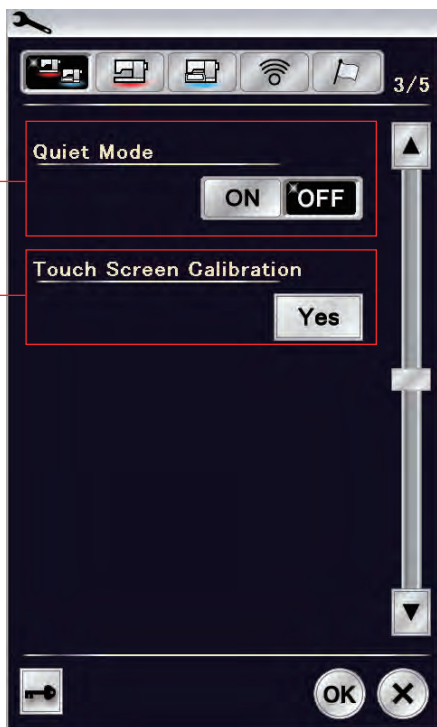 3/5
Quiet Mode
ON OFF
Touch Screen Calibration
Yes
OK